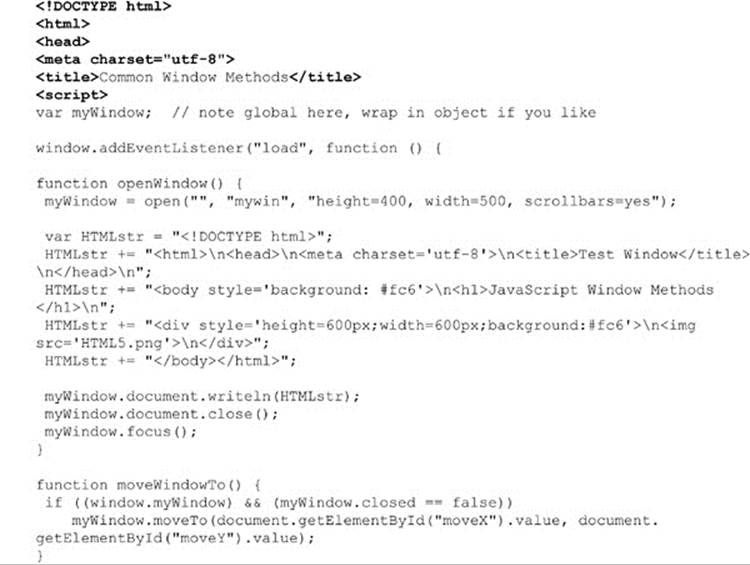 <!DOCTYPE html>
<html>
<head>
<meta charset="utf-8">
<title>Common Window Methods</title>
<script>
var myWindow;  // note global here, wrap in object if you like
window.addEventListener("load", function () {
function openWindow() {
myWindow = open("", "mywin", "height=400, width=500, scrollbars=yes");
var HTMLstr = "<!DOCTYPE html>";
HTMLstr += "<html>\n<head>\n<meta charset='utf-8'>\n<title>Test Window</title>
\n</head>\n";
HTMLstr += "<body style='background: #fc6'>\n<h1>JavaScript Window Methods
</h1>\n";
HTMLstr += "<div style='height=600px;width=600px;background:#fc6'>\n<img
src='HTML5.png'>\n</div>";
HTMLstr += "</body></html>";
myWindow.document.writeln(HTMLstr);
myWindow.document.close();
myWindow.focus();
}
function moveWindowTo() {
if ((window.myWindow) && (myWindow.closed == false))
myWindow.moveTo(document.getElementById("moveX").value, document.
getElementById("moveY").value);
}